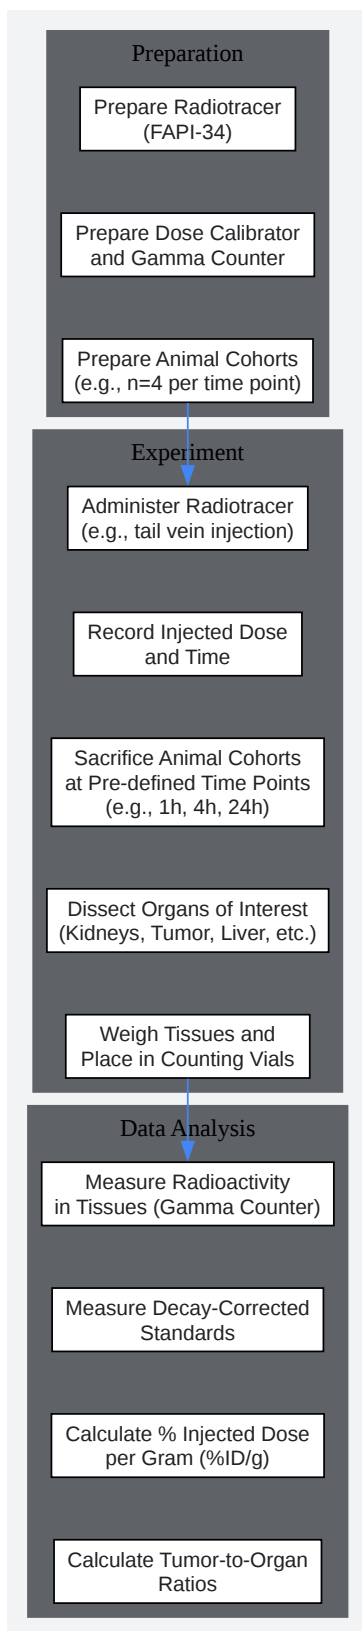 Preparation
Prepare Radiotracer
(FAPI-34)
Prepare Dose Calibrator
and Gamma Counter
Prepare Animal Cohorts
(e.g., n=4 per time point)
Experiment
Administer Radiotracer
(e.g., tail vein injection)
Record Injected Dose
and Time
Sacrifice Animal Cohorts
at Pre-defined Time Points
(e.g., 1h, 4h, 24h)
Dissect Organs of Interest
(Kidneys, Tumor, Liver, etc.)
Weigh Tissues and
Place in Counting Vials
Data Analysis
Measure Radioactivity
in Tissues (Gamma Counter)
Measure Decay-Corrected
Standards
Calculate % Injected Dose
per Gram (%ID/g)
Calculate Tumor-to-Organ
Ratios